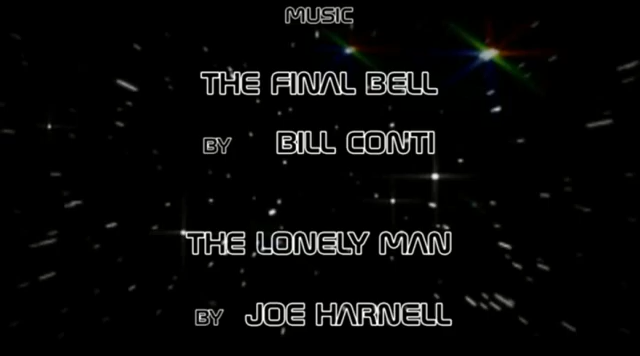 MUSIC
THE FINAL BELL
BY BILL CONTI
THE LONELY MAN
BY JOE HARNELL